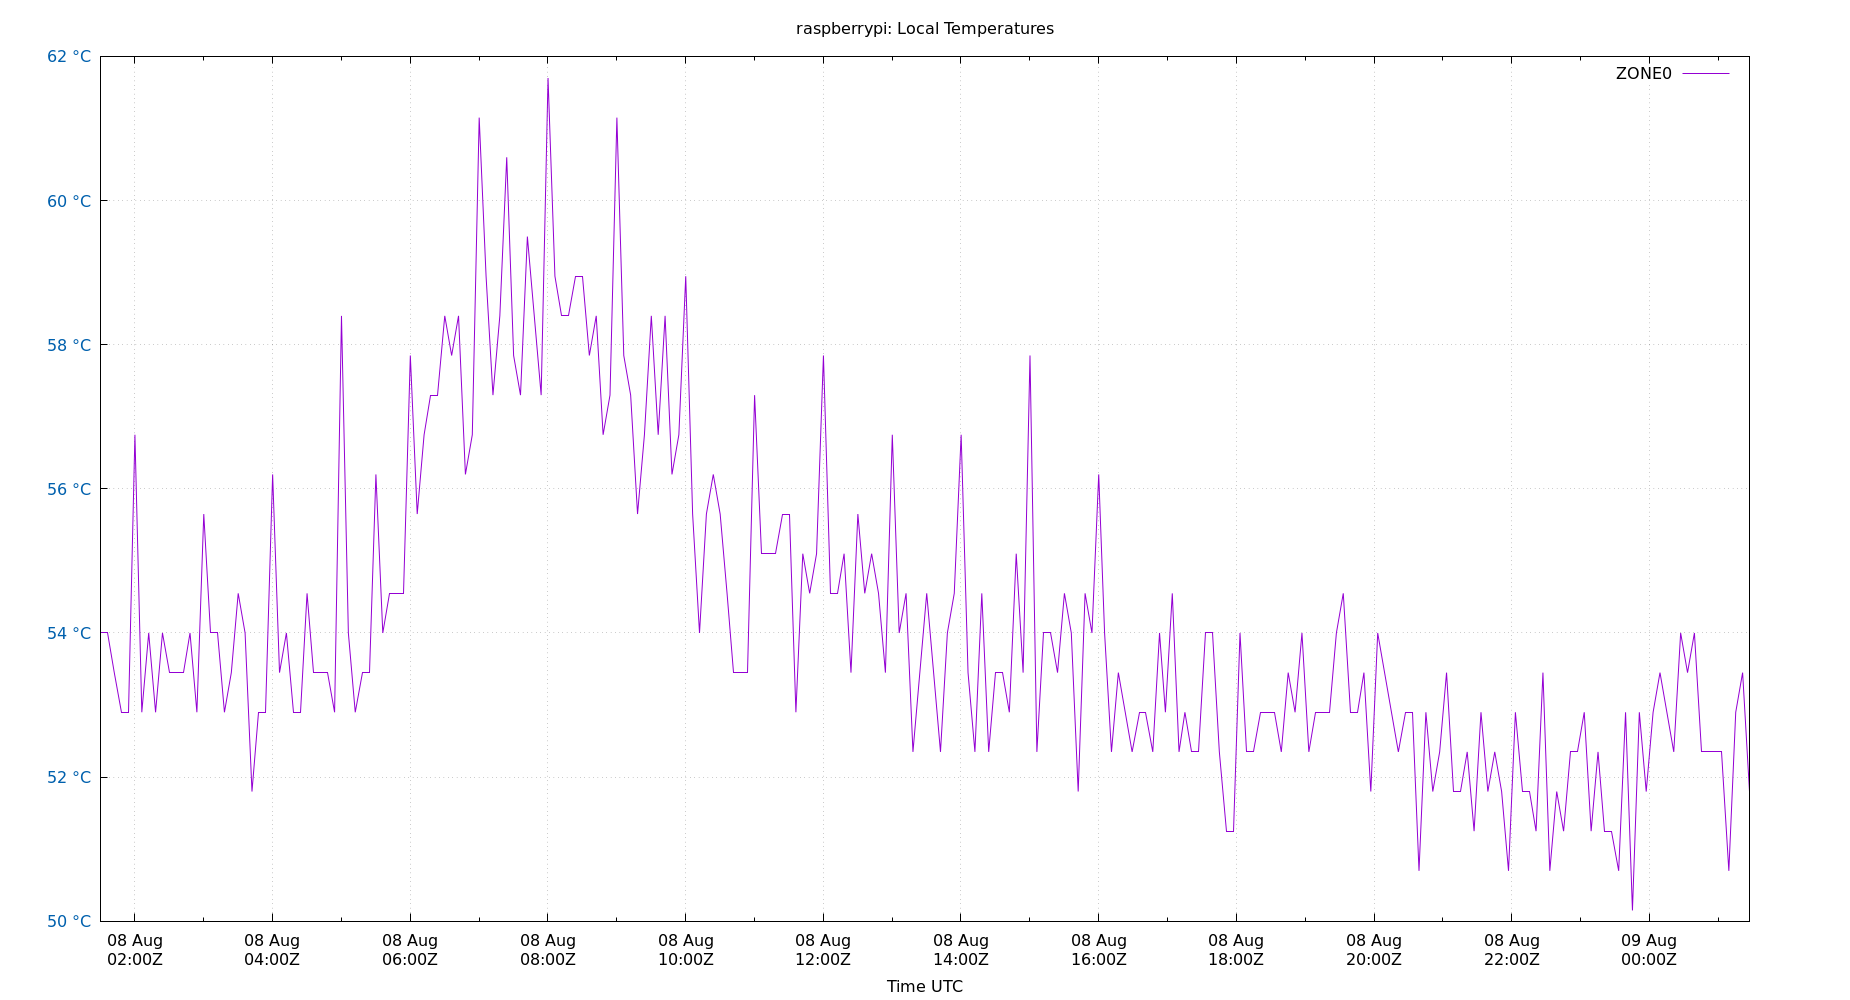 raspberrypi: Local Temperatures
62 °C
ZONE0
60 °C
58 °C
56 °C
54 °C
52 °C
50 °C
08 Aug 08 Aug 08 Aug 08 Aug 08 Aug 08 Aug 08 Aug 08 Aug 08 Aug 08 Aug 08 Aug 09 Aug
02:00Z 04:00Z 06:00Z 08:00Z 10:00Z 12:00Z 14:00Z 16:00Z 18:00Z 20:00Z 22:00Z 00:00Z
Time UTC